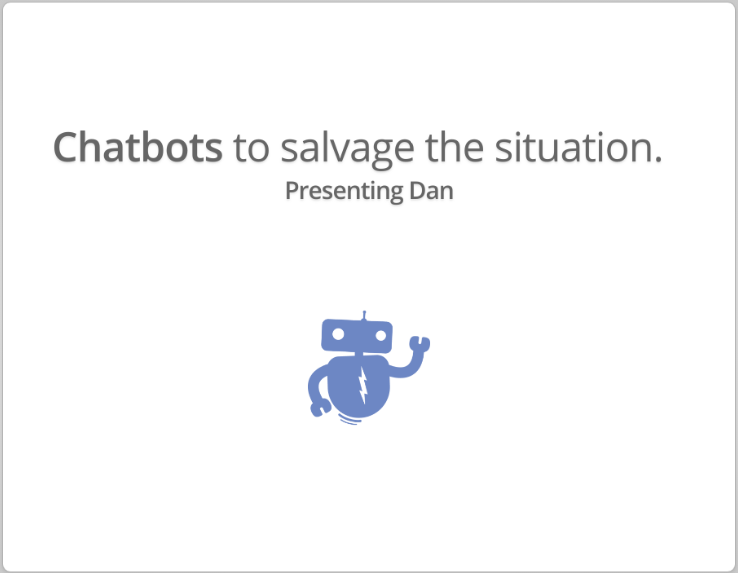 Chatbots to salvage the situation.
Presenting Dan